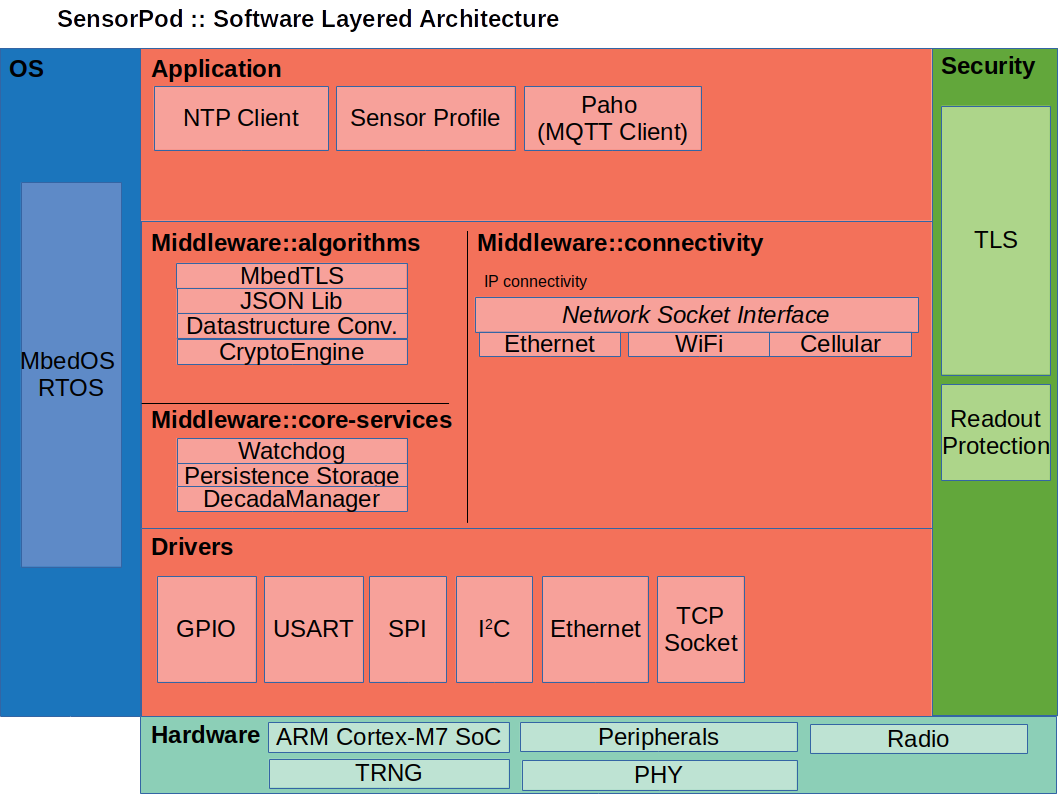 SensorPod :: Software Layered Architecture
OS
MbedOS
RTOS
Application
NTP Client
Sensor Profile
Paho
(MQTT Client)
Middleware::algorithms
MbedTLS
JSON Lib
Datastructure Conv.
CryptoEngine
Middleware::core-services
Watchdog
Persistence Storage
DecadaManager
Middleware::connectivity
IP connectivity
Network Socket Interface
Ethernet
WiFi
Cellular
Drivers
GPIO
USART
SPI
I²C
Ethernet
TCP
Socket
Security
TLS
Readout
Protection
Hardware
ARM Cortex-M7 SoC
Peripherals
Radio
TRNG
PHY